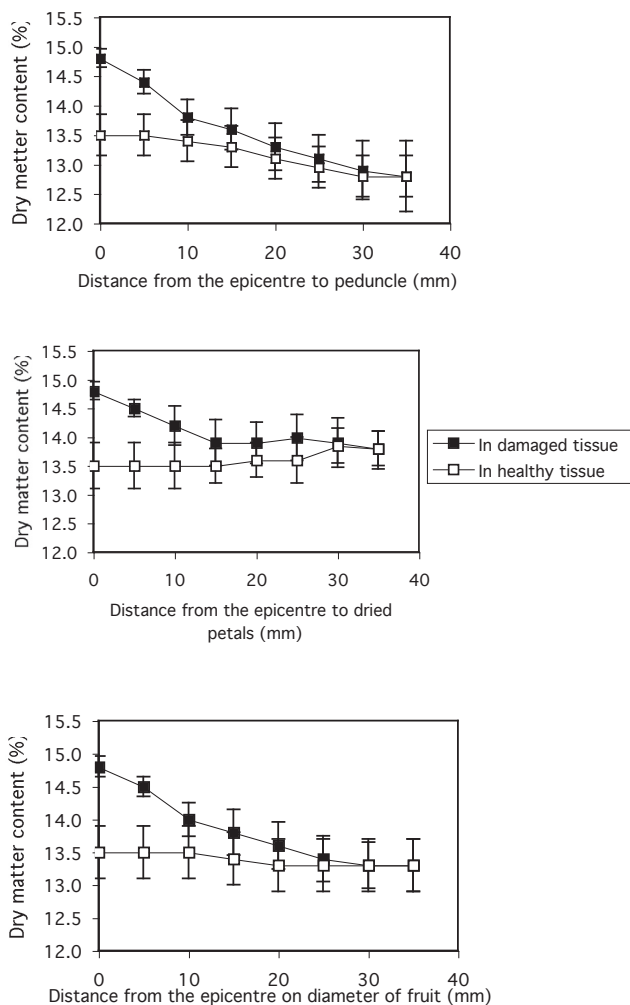 Dry metter content (%)
15.5
15.0
14.5
14.0
13.5
13.0
12.5
12.0
0 10 20 30 40
Distance from the epicentre to peduncle (mm)
Dry matter content (%)
15.5
15.0
14.5
14.0
13.5
13.0
12.5
12.0
0 10 20 30 40
Distance from the epicentre to dried
petals (mm)
In damaged tissue
In healthy tissue
Dry matter content (%)
15.5
15.0
14.5
14.0
13.5
13.0
12.5
12.0
0 10 20 30 40
Distance from the epicentre on diameter of fruit (mm)